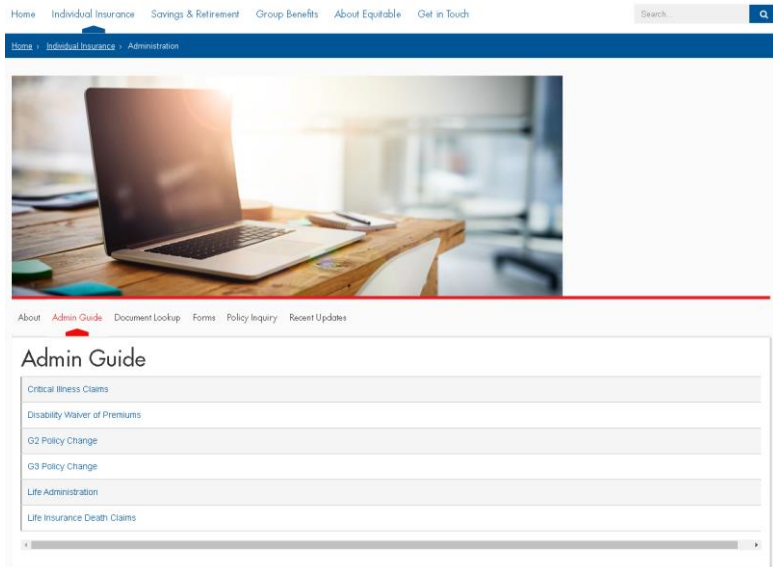 Home Individual Insurance Savings & Retirement Group Benefits About Equitable Get in Touch Search...
Home › Individual Insurance › Administration
About Admin Guide Document Lookup Forms Policy Inquiry Recent Updates
Admin Guide
Critical Illness Claims
Disability Waiver of Premiums
G2 Policy Change
G3 Policy Change
Life Administration
Life Insurance Death Claims